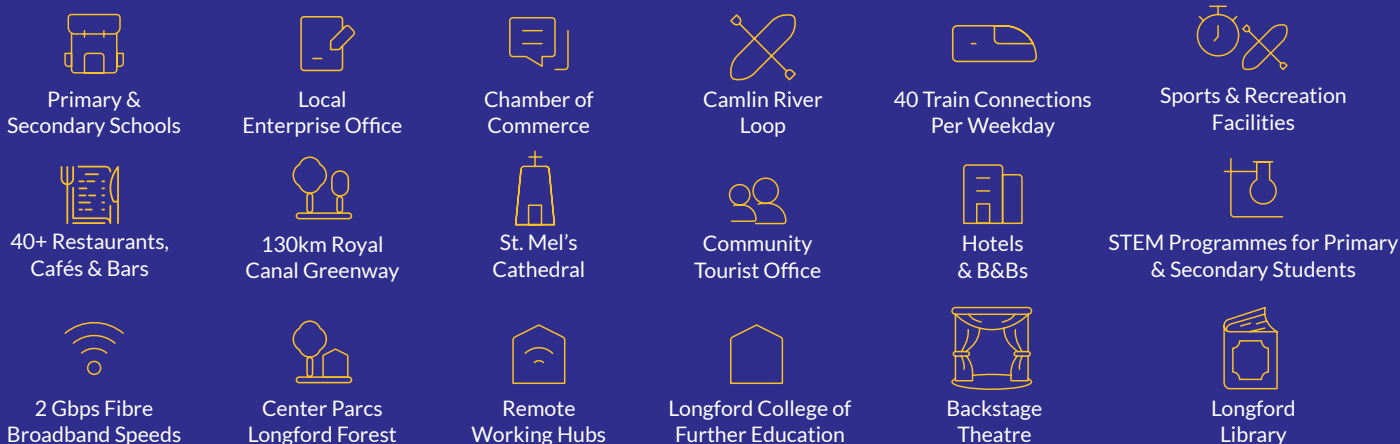 Primary &
Secondary Schools
Local
Enterprise Office
Chamber of
Commerce
Camlin River
Loop
40 Train Connections
Per Weekday
Sports & Recreation
Facilities
40+ Restaurants,
Cafés & Bars
130km Royal
Canal Greenway
St. Mel's
Cathedral
Community
Tourist Office
Hotels
& B&Bs
STEM Programmes for Primary
& Secondary Students
2 Gbps Fibre
Broadband Speeds
Center Parcs
Longford Forest
Remote
Working Hubs
Longford College of
Further Education
Backstage
Theatre
Longford
Library